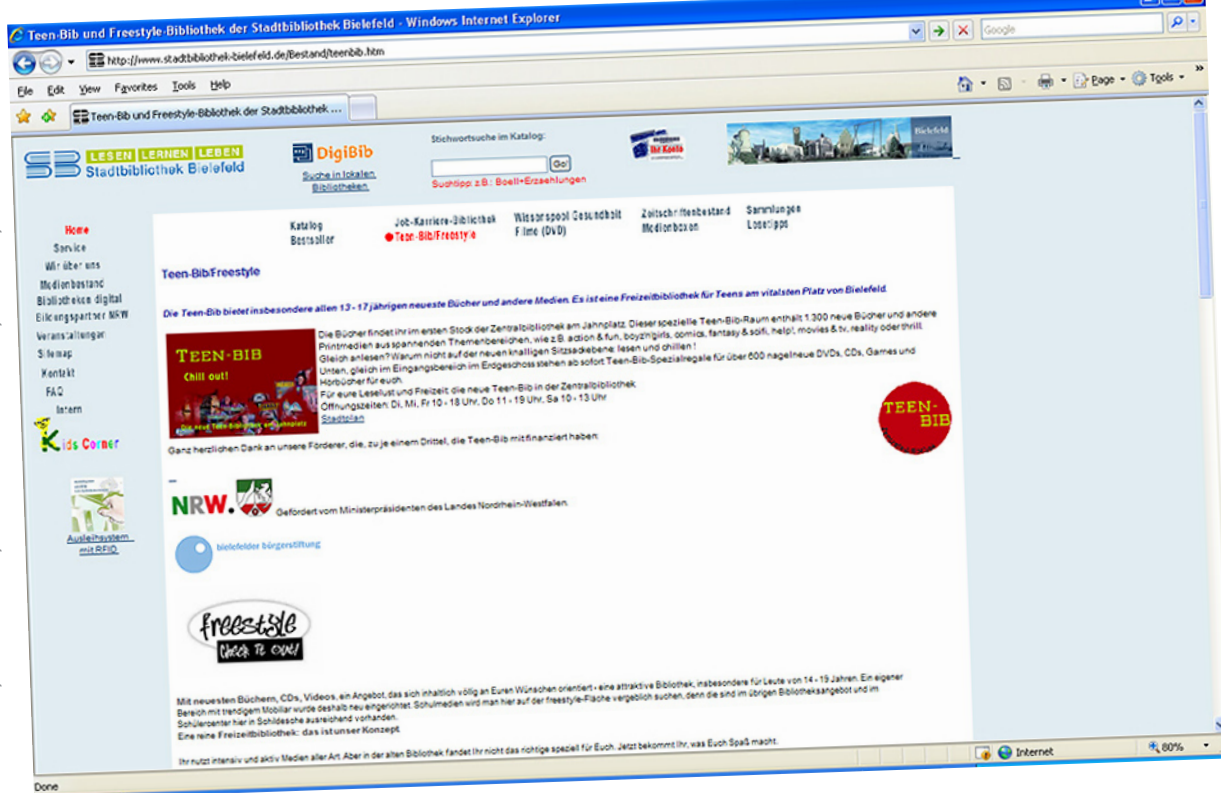 Teen-Bib und Freestyle-Bibliothek der Stadtbibliothek Bielefeld - Windows Internet Explorer
http://www.stadtbibliothek-bielefeld.de/Bestand/teenbib.htm
Google
File Edit View Favorites Tools Help
Page Tools
Teen-Bib und Freestyle-Bibliothek der Stadtbibliothek ...
LESEN LERNEN LEBEN
Stadtbibliothek Bielefeld
DigiBib
Suche in lokalen
Bibliotheken
Stichwortsuche im Katalog:
Go!
Suchtipp: z.B.: Boell+Erzaehlungen
Ihr Konto
Bielefeld
Home
Service
Wir über uns
Medienbestand
Bibliotheken digital
Bildungspartner NRW
Veranstaltungen
Sitemap
Kontakt
FAQ
Intern
Kids Corner
Ausleihsystem
mit RFID
Katalog Job-Karriere-Bibliothek Wissenspool Gesundheit Zeitschriftenbestand Sammlungen
Bestseller Teen-Bib/Freestyle Filme (DVD) Medienboxen Lesetipps
Teen-Bib/Freestyle
Die Teen-Bib bietet insbesondere allen 13 - 17 jährigen neueste Bücher und andere Medien. Es ist eine Freizeitbibliothek für Teens am vitalsten Platz von Bielefeld.
TEEN-BIB
Chill out!
Die neue Teen-Bibliothek am Jahnplatz
Die Bücher findet ihr im ersten Stock der Zentralbibliothek am Jahnplatz. Dieser spezielle Teen-Bib-Raum enthält 1.300 neue Bücher und andere
Printmedien aus spannenden Themenbereichen, wie z.B. action & fun, boyz'n'girls, comics, fantasy & scifi, help!, movies & tv, reality oder thrill.
Gleich anlesen? Warum nicht auf der neuen knalligen Sitzsackebene: lesen und chillen !
Unten, gleich im Eingangsbereich im Erdgeschoss stehen ab sofort Teen-Bib-Spezialregale für über 600 nagelneue DVDs, CDs, Games und
Hörbücher für euch.
Für eure Leselust und Freizeit: die neue Teen-Bib in der Zentralbibliothek
Öffnungszeiten: Di, Mi, Fr 10 - 18 Uhr, Do 11 - 19 Uhr, Sa 10 - 13 Uhr
Stadtplan
TEEN-
BIB
Ganz herzlichen Dank an unsere Förderer, die, zu je einem Drittel, die Teen-Bib mit finanziert haben:
NRW.
Gefördert vom Ministerpräsidenten des Landes Nordrhein-Westfalen.
bielefelder bürgerstiftung
freestyle
Check it out!
Mit neuesten Büchern, CDs, Videos, ein Angebot, das sich inhaltlich völlig an Euren Wünschen orientiert - eine attraktive Bibliothek, insbesondere für Leute von 14 - 19 Jahren. Ein eigener
Bereich mit trendigem Mobiliar wurde deshalb neu eingerichtet. Schulmedien wird man hier auf der freestyle-Fläche vergeblich suchen, denn die sind im übrigen Bibliotheksangebot und im
Schülercenter hier in Schildesche ausreichend vorhanden.
Eine reine Freizeitbibliothek: das ist unser Konzept
Ihr nutzt intensiv und aktiv Medien aller Art. Aber in der alten Bibliothek fandet Ihr nicht das richtige speziell für Euch. Jetzt bekommt Ihr, was Euch Spaß macht.
Done
Internet
80%